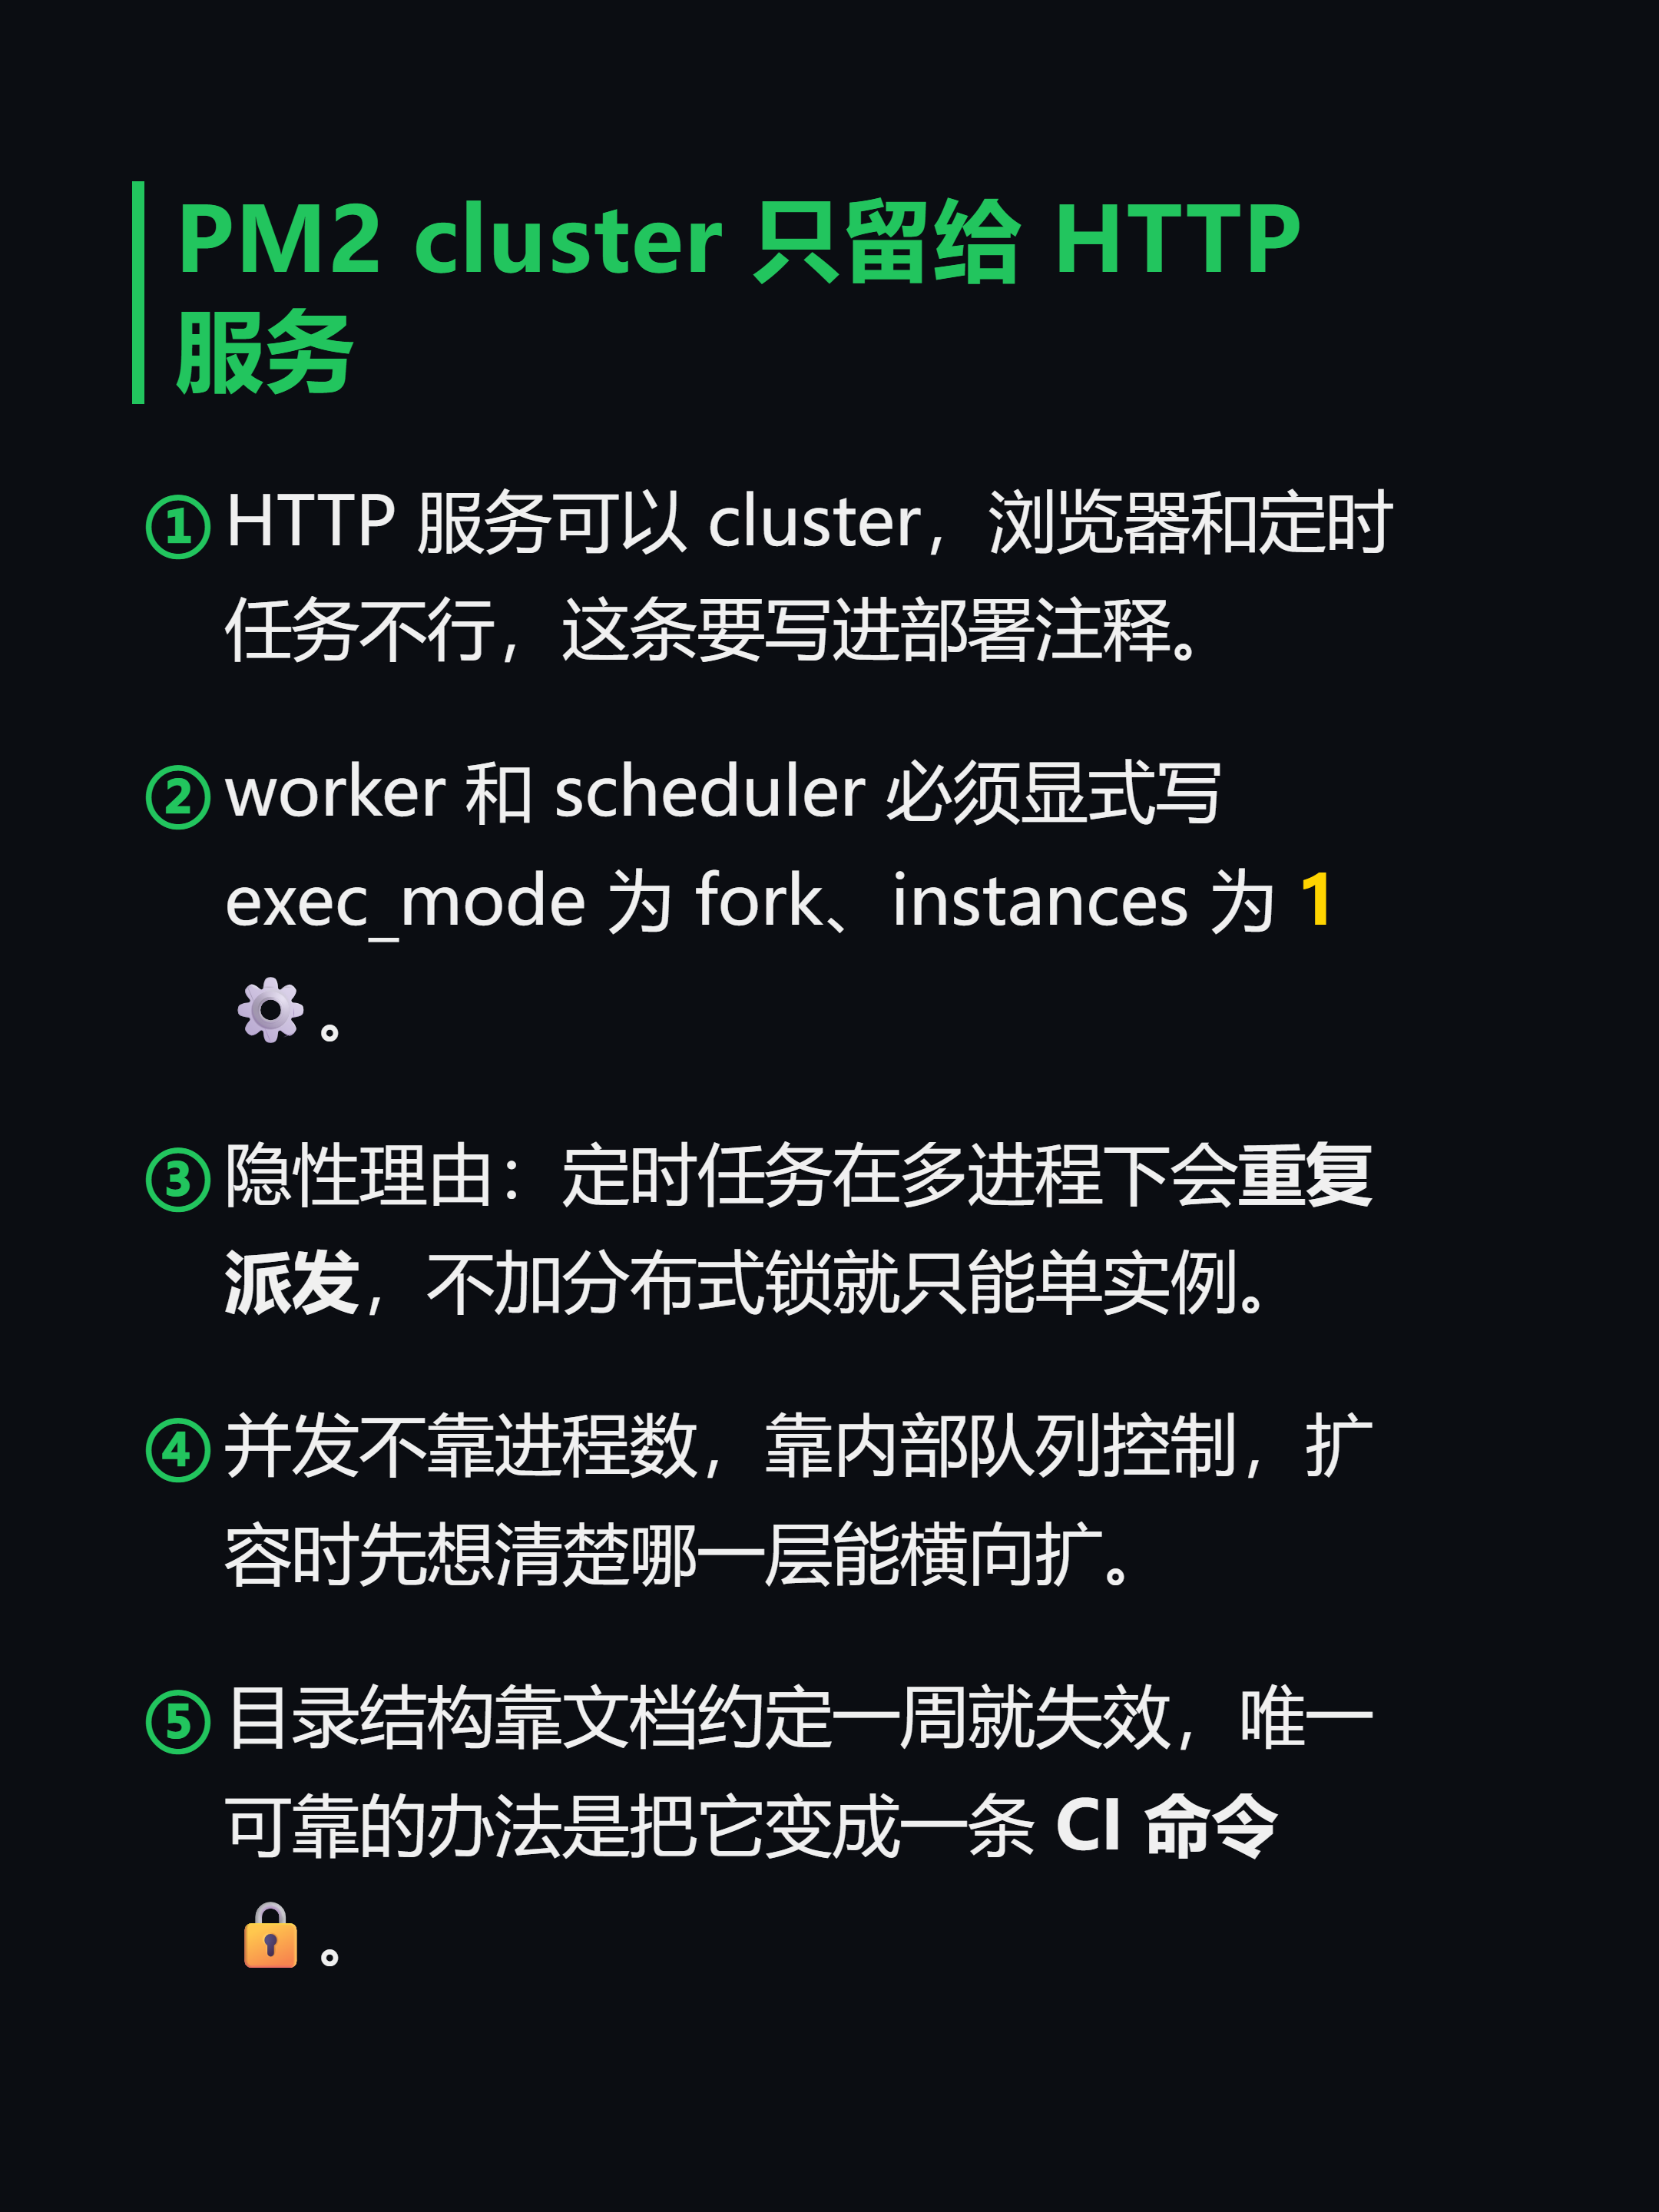 PM2 cluster 只留给 HTTP
服务
① HTTP 服务可以 cluster，浏览器和定时
任务不行，这条要写进部署注释。
② worker 和 scheduler 必须显式写
exec_mode 为 fork、instances 为 1
⚙️。
③ 隐性理由：定时任务在多进程下会重复
派发，不加分布式锁就只能单实例。
④ 并发不靠进程数，靠内部队列控制，扩
容时先想清楚哪一层能横向扩。
⑤ 目录结构靠文档约定一周就失效，唯一
可靠的办法是把它变成一条 CI 命令
🔒。